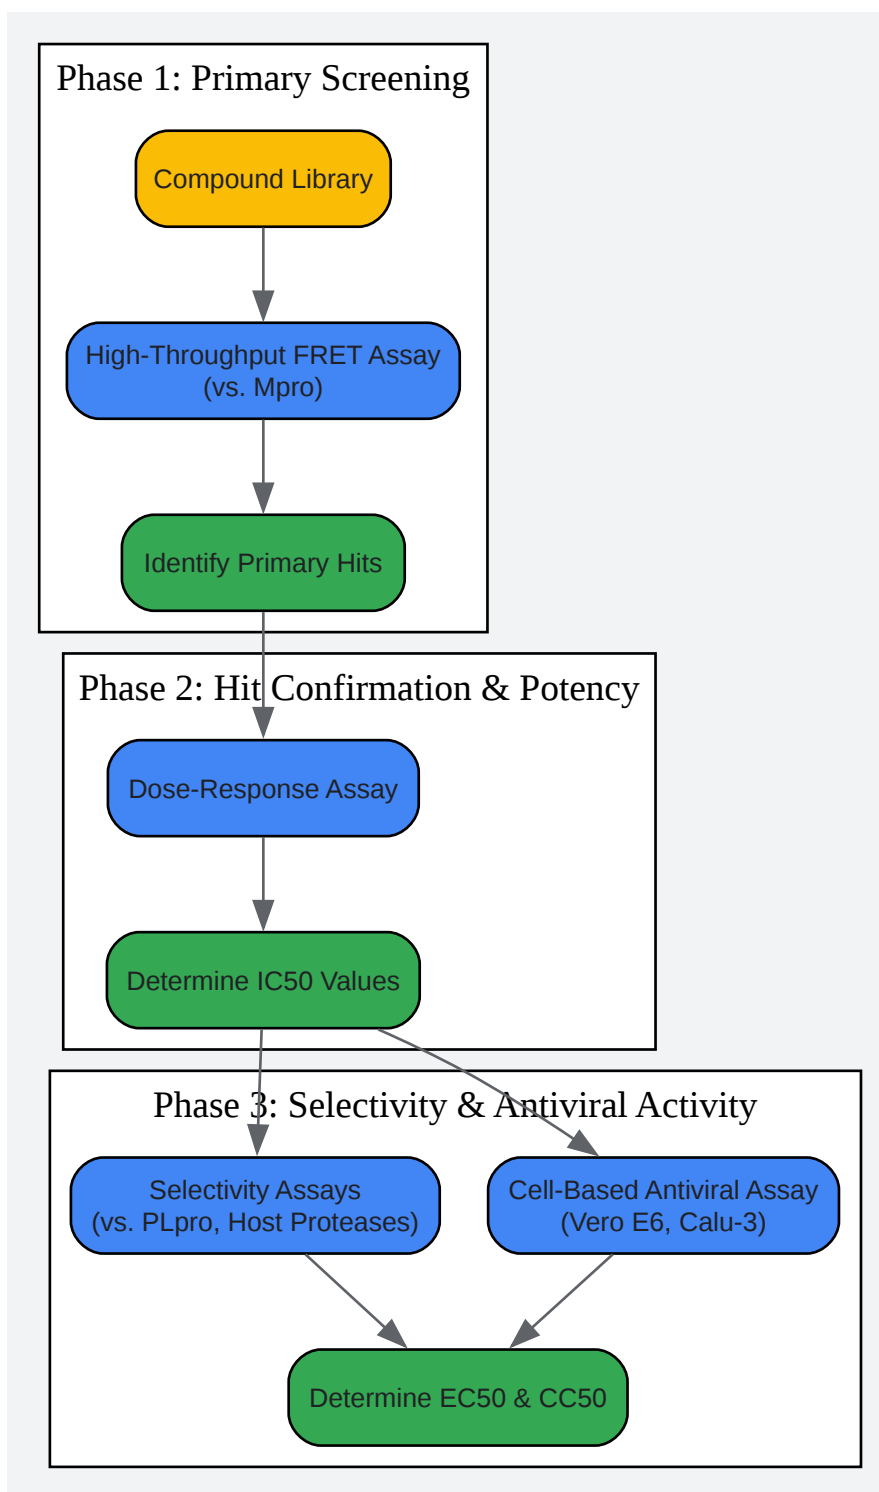 Phase 1: Primary Screening
Compound Library
High-Throughput FRET Assay
(vs. Mpro)
Identify Primary Hits
Phase 2: Hit Confirmation & Potency
Dose-Response Assay
Determine IC50 Values
Phase 3: Selectivity & Antiviral Activity
Selectivity Assays
(vs. PLpro, Host Proteases)
Cell-Based Antiviral Assay
(Vero E6, Calu-3)
Determine EC50 & CC50